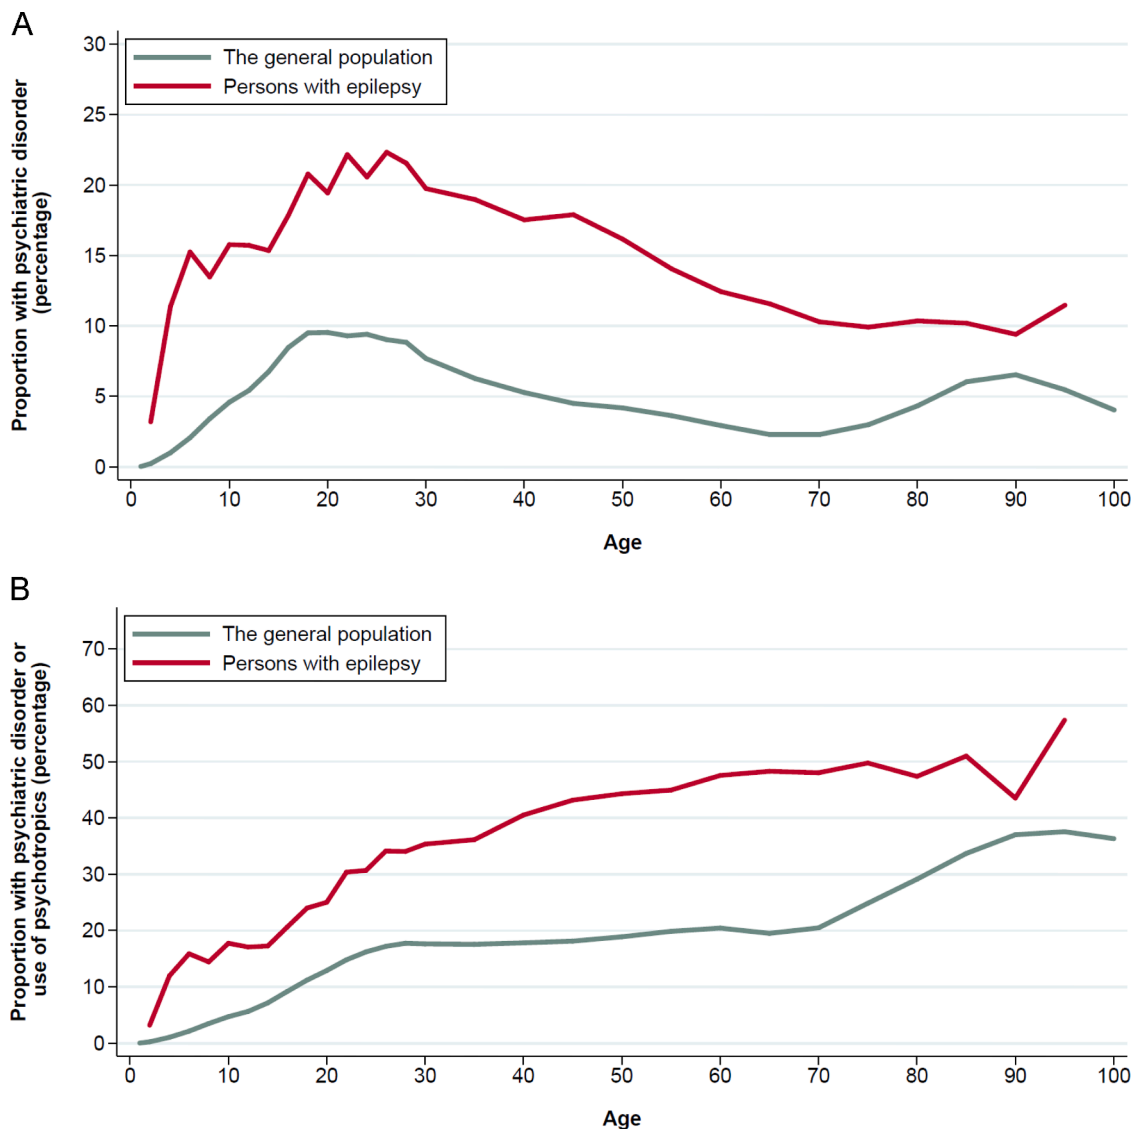 A
Proportion with psychiatric disorder
(percentage)
The general population
Persons with epilepsy
30
25
20
15
10
5
0
0 10 20 30 40 50 60 70 80 90 100
Age
B
Proportion with psychiatric disorder or
use of psychotropics (percentage)
The general population
Persons with epilepsy
70
60
50
40
30
20
10
0
0 10 20 30 40 50 60 70 80 90 100
Age